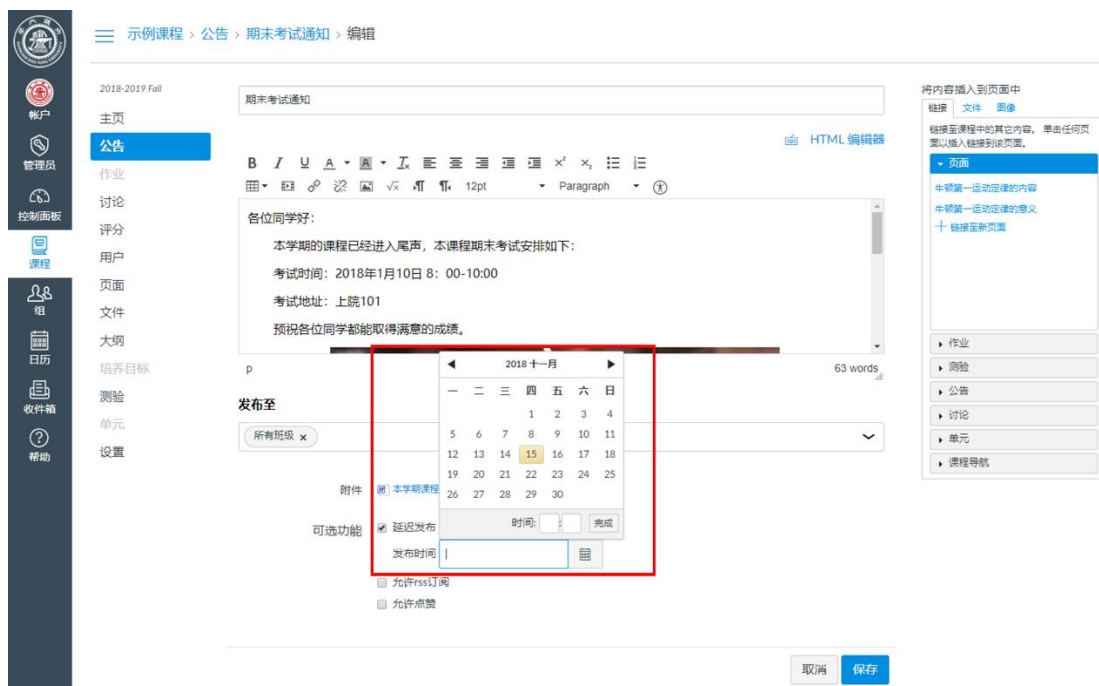 示例课程 › 公告 › 期末考试通知 › 编辑
帐户
管理员
控制面板
课程
组
日历
收件箱
帮助
2018-2019 Fall
主页
公告
作业
讨论
评分
用户
页面
文件
大纲
培养目标
测验
单元
设置
期末考试通知
HTML 编辑器
12pt Paragraph
各位同学好:
本学期的课程已经进入尾声，本课程期末考试安排如下:
考试时间：2018年1月10日 8：00-10:00
考试地址：上院101
预祝各位同学都能取得满意的成绩。
p 63 words
发布至
所有班级 x
2018 十一月
一 二 三 四 五 六 日
1 2 3 4
5 6 7 8 9 10 11
12 13 14 15 16 17 18
19 20 21 22 23 24 25
26 27 28 29 30
时间: : 完成
附件 本学期课程
可选功能 延迟发布
发布时间
允许rss订阅
允许点赞
取消 保存
将内容插入到页面中
链接 文件 图像
链接至课程中的其它内容。 单击任何页
面以插入链接到该页面。
页面
牛顿第一运动定律的内容
牛顿第一运动定律的意义
链接至新页面
作业
测验
公告
讨论
单元
课程导航